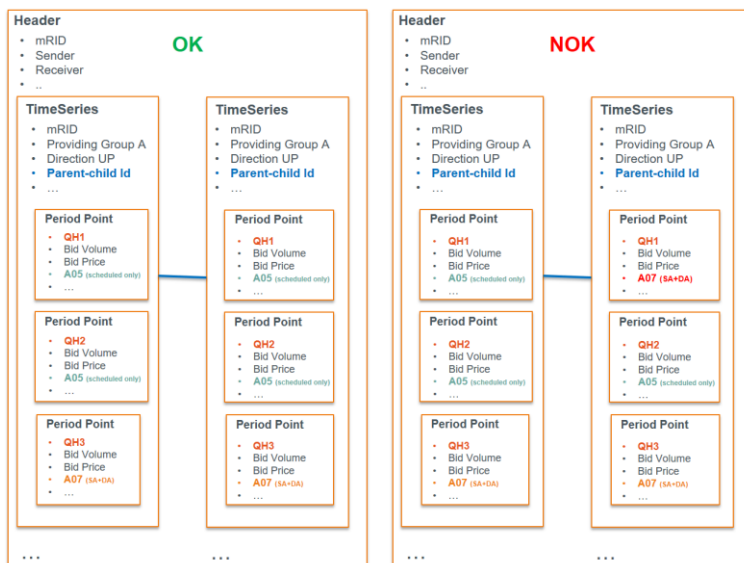 Header
• mRID
• Sender
• Receiver
• ..
OK
TimeSeries
• mRID
• Providing Group A
• Direction UP
• Parent-child Id
• ...
Period Point
• QH1
• Bid Volume
• Bid Price
• A05 (scheduled only)
• ...
Period Point
• QH2
• Bid Volume
• Bid Price
• A05 (scheduled only)
• ...
Period Point
• QH3
• Bid Volume
• Bid Price
• A07 (SA+DA)
• ...
...
TimeSeries
• mRID
• Providing Group A
• Direction UP
• Parent-child Id
• ...
Period Point
• QH1
• Bid Volume
• Bid Price
• A05 (scheduled only)
• ...
Period Point
• QH2
• Bid Volume
• Bid Price
• A05 (scheduled only)
• ...
Period Point
• QH3
• Bid Volume
• Bid Price
• A07 (SA+DA)
• ...
...
Header
• mRID
• Sender
• Receiver
• ..
NOK
TimeSeries
• mRID
• Providing Group A
• Direction UP
• Parent-child Id
• ...
Period Point
• QH1
• Bid Volume
• Bid Price
• A05 (scheduled only)
• ...
Period Point
• QH2
• Bid Volume
• Bid Price
• A05 (scheduled only)
• ...
Period Point
• QH3
• Bid Volume
• Bid Price
• A07 (SA+DA)
• ...
...
TimeSeries
• mRID
• Providing Group A
• Direction UP
• Parent-child Id
• ...
Period Point
• QH1
• Bid Volume
• Bid Price
• A07 (SA+DA)
• ...
Period Point
• QH2
• Bid Volume
• Bid Price
• A05 (scheduled only)
• ...
Period Point
• QH3
• Bid Volume
• Bid Price
• A07 (SA+DA)
• ...
...